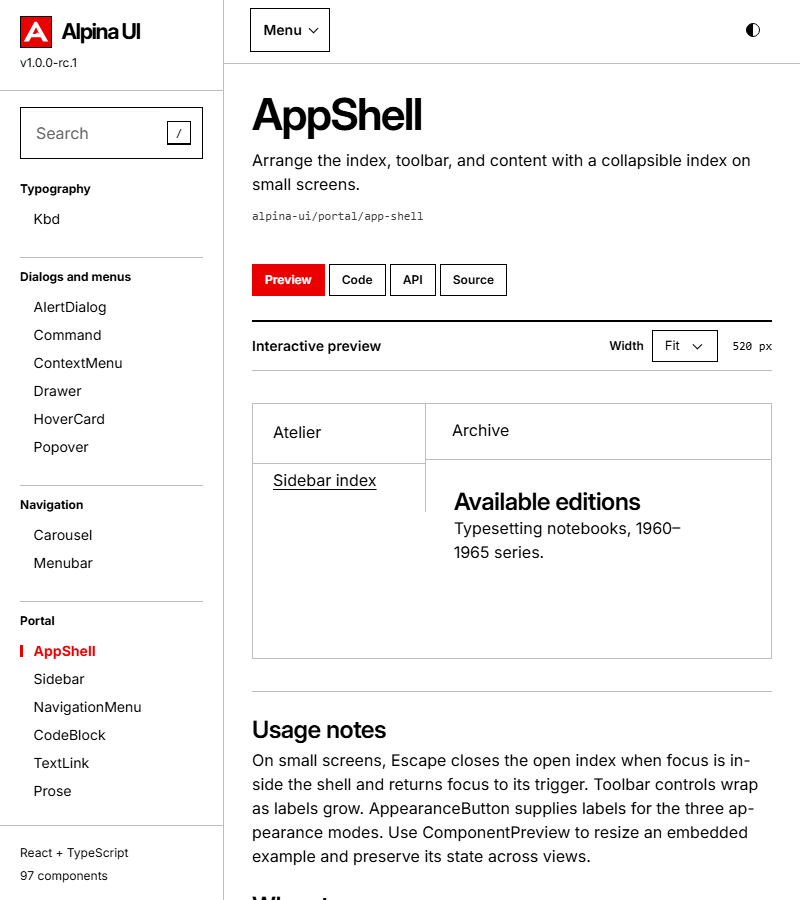 Alpina UI
v1.0.0-rc.1
Search
/
Typography
Kbd
Dialogs and menus
AlertDialog
Command
ContextMenu
Drawer
HoverCard
Popover
Navigation
Carousel
Menubar
Portal
AppShell
Sidebar
NavigationMenu
CodeBlock
TextLink
Prose
React + TypeScript
97 components
Menu
AppShell
Arrange the index, toolbar, and content with a collapsible index on
small screens.
alpina-ui/portal/app-shell
Preview
Code
API
Source
Interactive preview
Width
Fit
520 px
Atelier
Sidebar index
Archive
Available editions
Typesetting notebooks, 1960–
1965 series.
Usage notes
On small screens, Escape closes the open index when focus is in-
side the shell and returns focus to its trigger. Toolbar controls wrap
as labels grow. AppearanceButton supplies labels for the three ap-
pearance modes. Use ComponentPreview to resize an embedded
example and preserve its state across views.